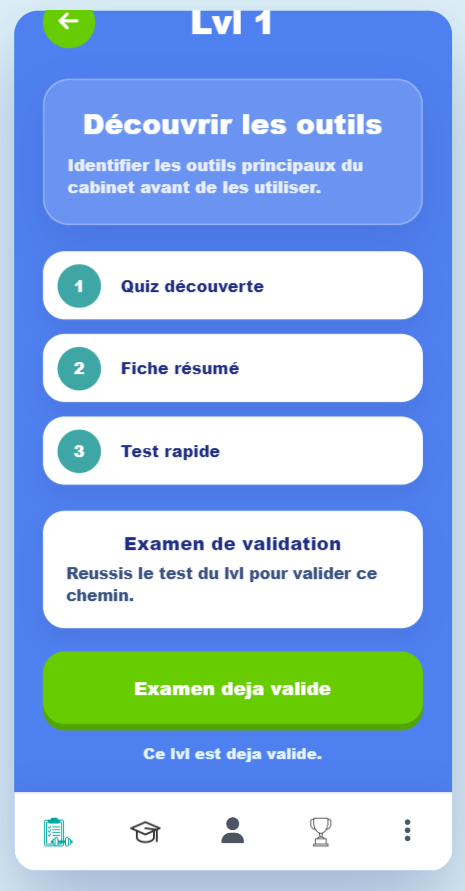 Lvl 1
Découvrir les outils
Identifier les outils principaux du
cabinet avant de les utiliser.
1 Quiz découverte
2 Fiche résumé
3 Test rapide
Examen de validation
Reussis le test du lvl pour valider ce
chemin.
Examen deja valide
Ce lvl est deja valide.